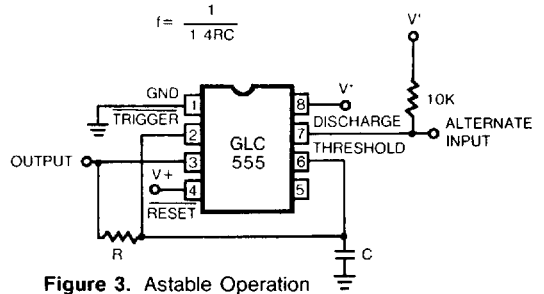 f= 1
1 4RC
V'
GND
1
8
V'
10K
TRIGGER
DISCHARGE
2
GLC
555
7
ALTERNATE
INPUT
OUTPUT
3
THRESHOLD
6
V+
4
5
RESET
R
C
Figure 3. Astable Operation